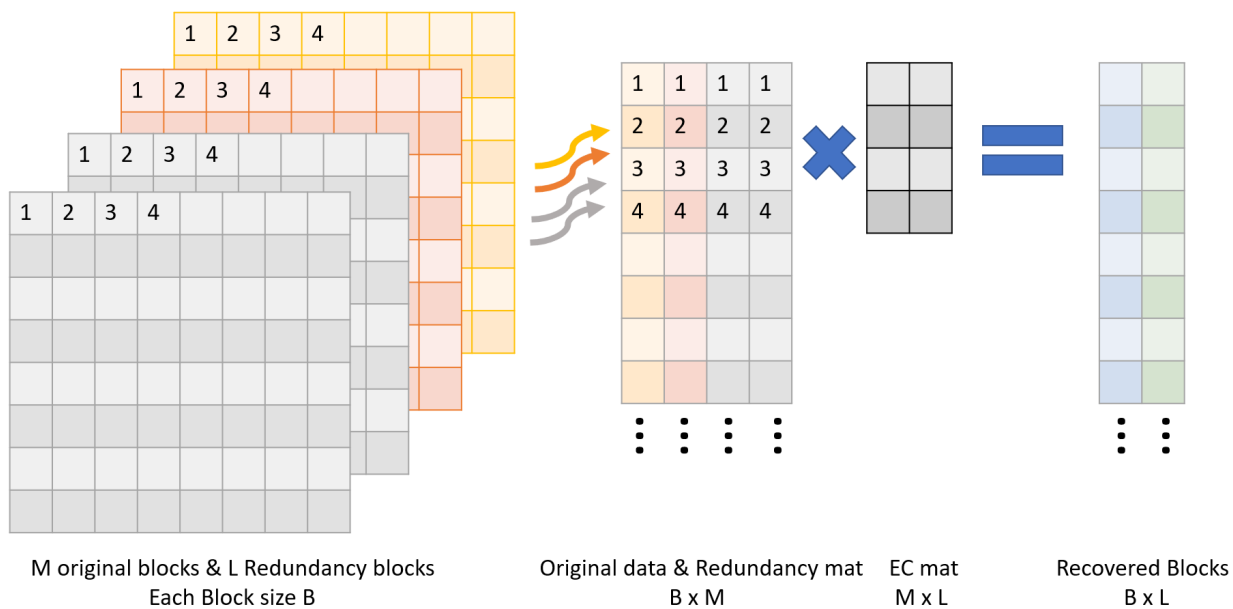 1 2 3 4
1 2 3 4
1 2 3 4
1 2 3 4
1 1 1 1
2 2 2 2
3 3 3 3
4 4 4 4
M original blocks & L Redundancy blocks
Each Block size B
Original data & Redundancy mat
B x M
EC mat
M x L
Recovered Blocks
B x L